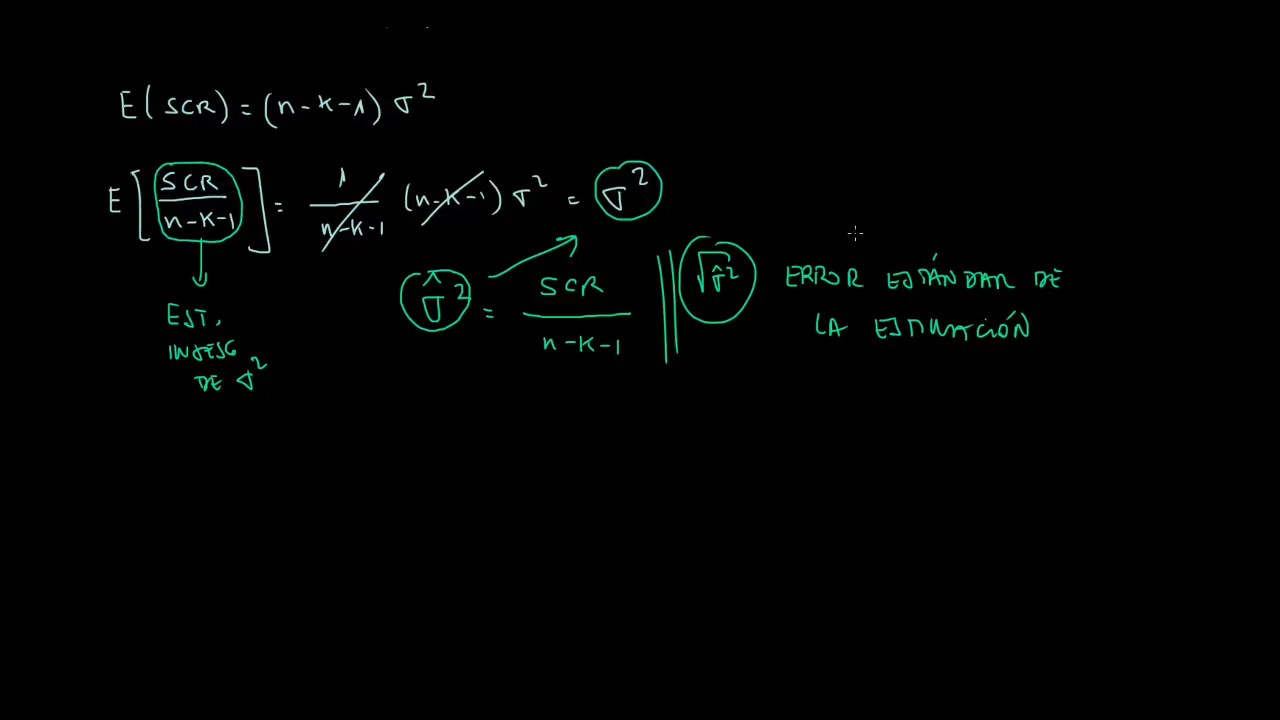 E(SCR) = (n-K-1) σ²
E[SCR/n-K-1] = 1/n-K-1 (n-K-1) σ² = σ²
EST.
INSESG
DE σ²
σ̂² = SCR/n-K-1
√σ̂² ERROR ESTÁNDAR DE
LA ESTIMACIÓN